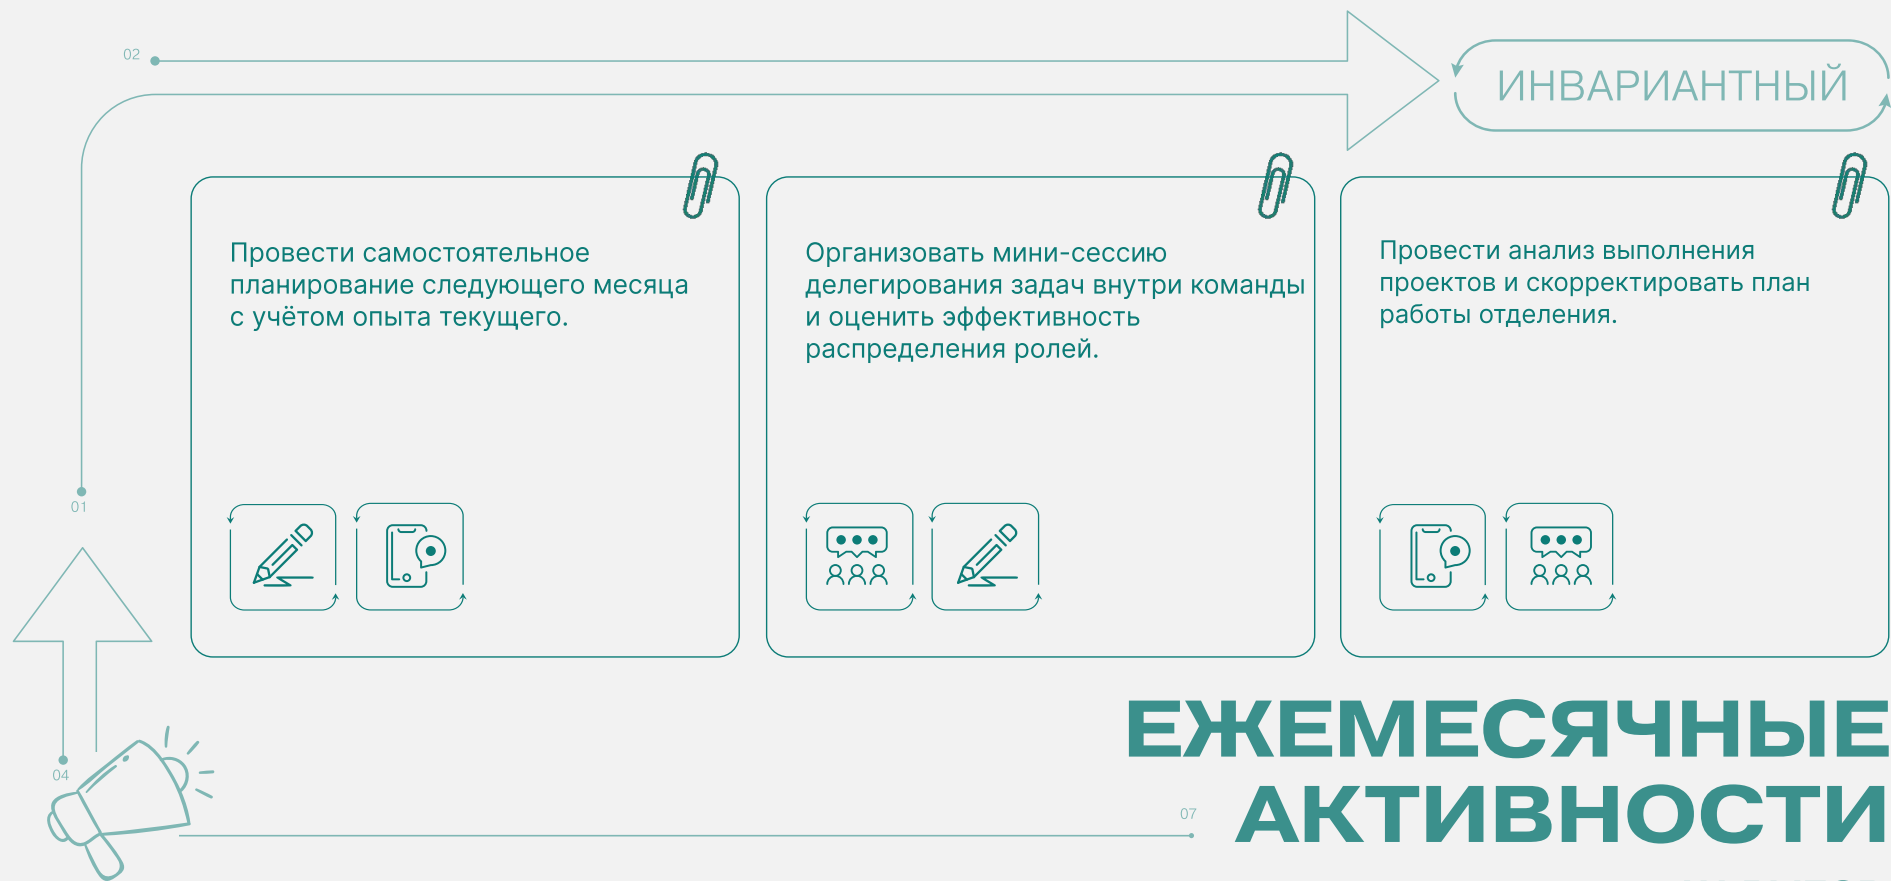 02
ИНВАРИАНТНЫЙ
Провести самостоятельное
планирование следующего месяца
с учётом опыта текущего.
Организовать мини-сессию
делегирования задач внутри команды
и оценить эффективность
распределения ролей.
Провести анализ выполнения
проектов и скорректировать план
работы отделения.
01
04
ЕЖЕМЕСЯЧНЫЕ
АКТИВНОСТИ
07